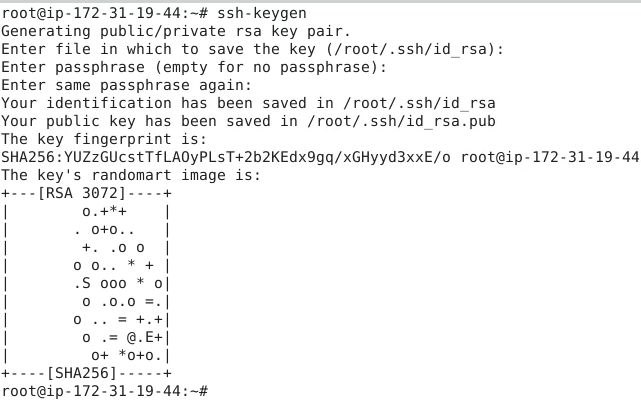 root@ip-172-31-19-44:~# ssh-keygen
Generating public/private rsa key pair.
Enter file in which to save the key (/root/.ssh/id_rsa):
Enter passphrase (empty for no passphrase):
Enter same passphrase again:
Your identification has been saved in /root/.ssh/id_rsa
Your public key has been saved in /root/.ssh/id_rsa.pub
The key fingerprint is:
SHA256:YUZzGUcstTfLAOyPLsT+2b2KEdx9gq/xGHyyd3xxE/o root@ip-172-31-19-44
The key's randomart image is:
+---[RSA 3072]----+
|        o.+*+    |
|       . o+o..   |
|        +. .o o  |
|       o o.. * + |
|       .S ooo * o|
|        o .o.o =.|
|       o .. = +.+|
|        o .= @.E+|
|         o+ *o+o.|
+----[SHA256]-----+
root@ip-172-31-19-44:~#